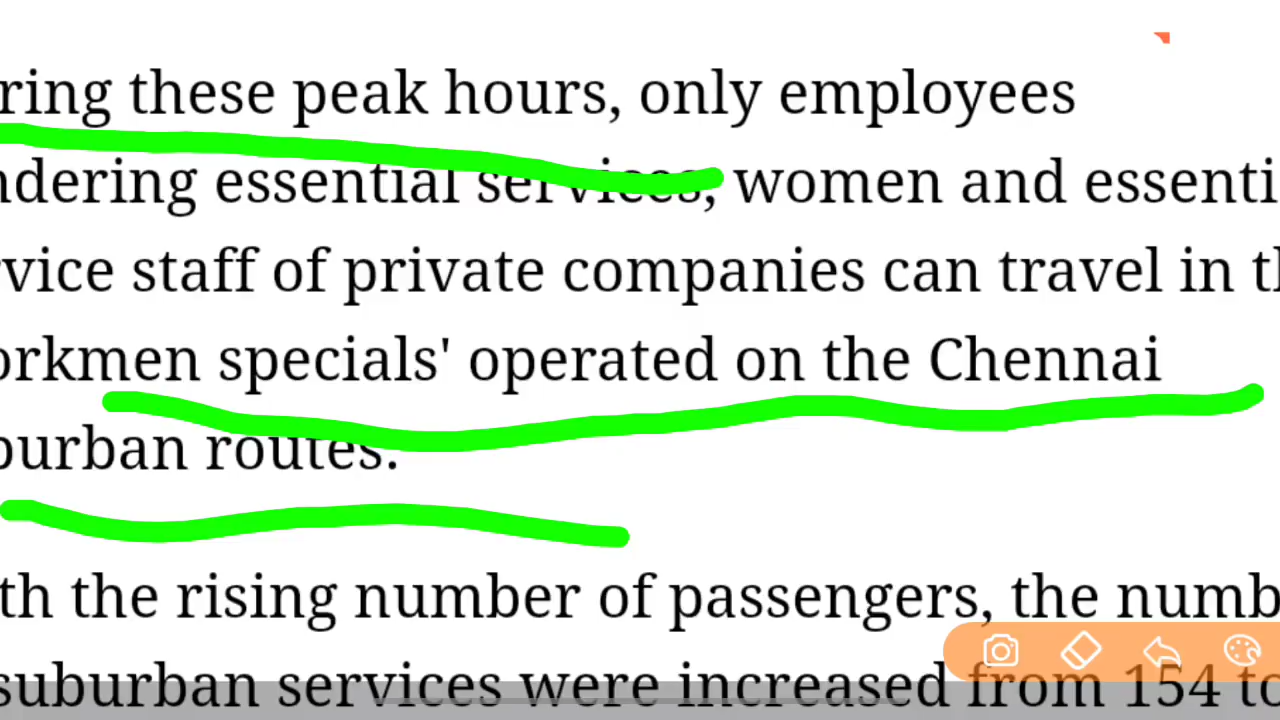 ring these peak hours, only employees
ndering essential services, women and essenti
vice staff of private companies can travel in th
orkmen specials' operated on the Chennai
burban routes.
th the rising number of passengers, the numb
suburban services were increased from 154 to